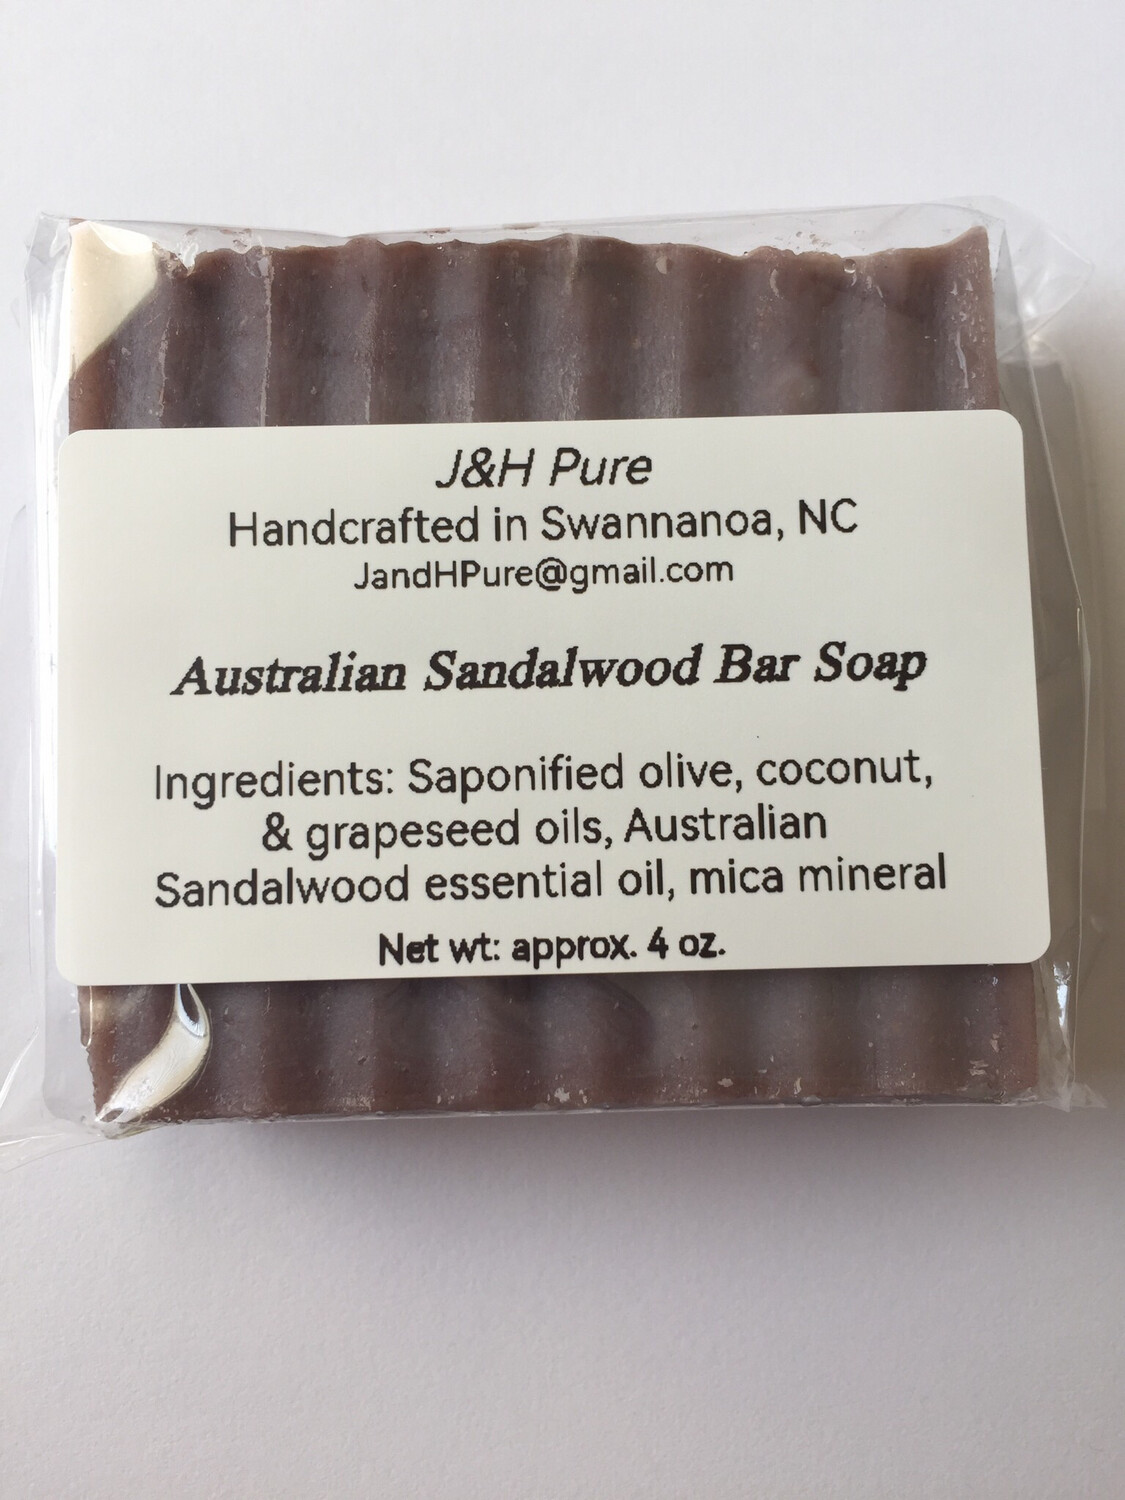 J&H Pure
Handcrafted in Swannanoa, NC
JandHPure@gmail.com
Australian Sandalwood Bar Soap
Ingredients: Saponified olive, coconut,
& grapeseed oils, Australian
Sandalwood essential oil, mica mineral
Net wt: approx. 4 oz.